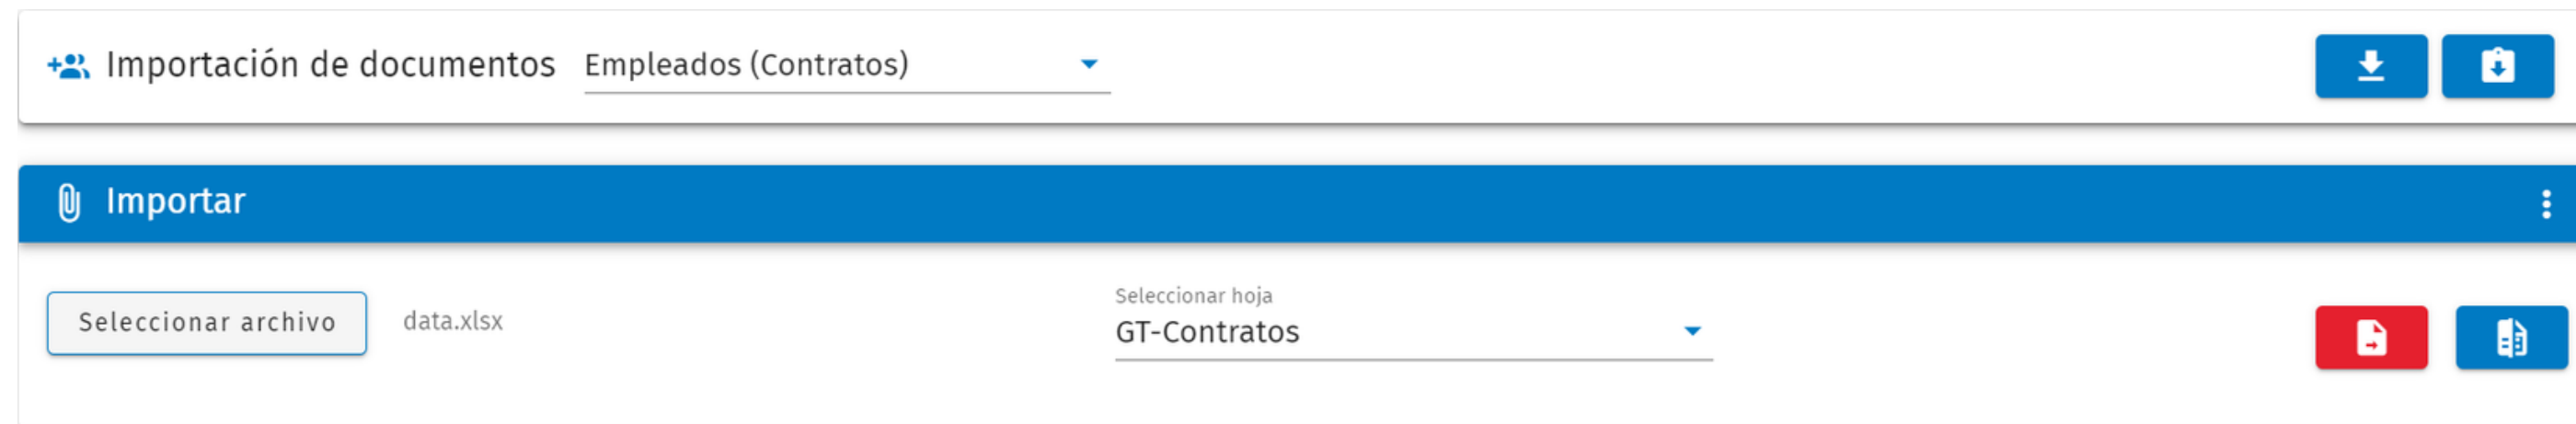 Importación de documentos Empleados (Contratos)
Importar
Seleccionar archivo data.xlsx
Seleccionar hoja
GT-Contratos